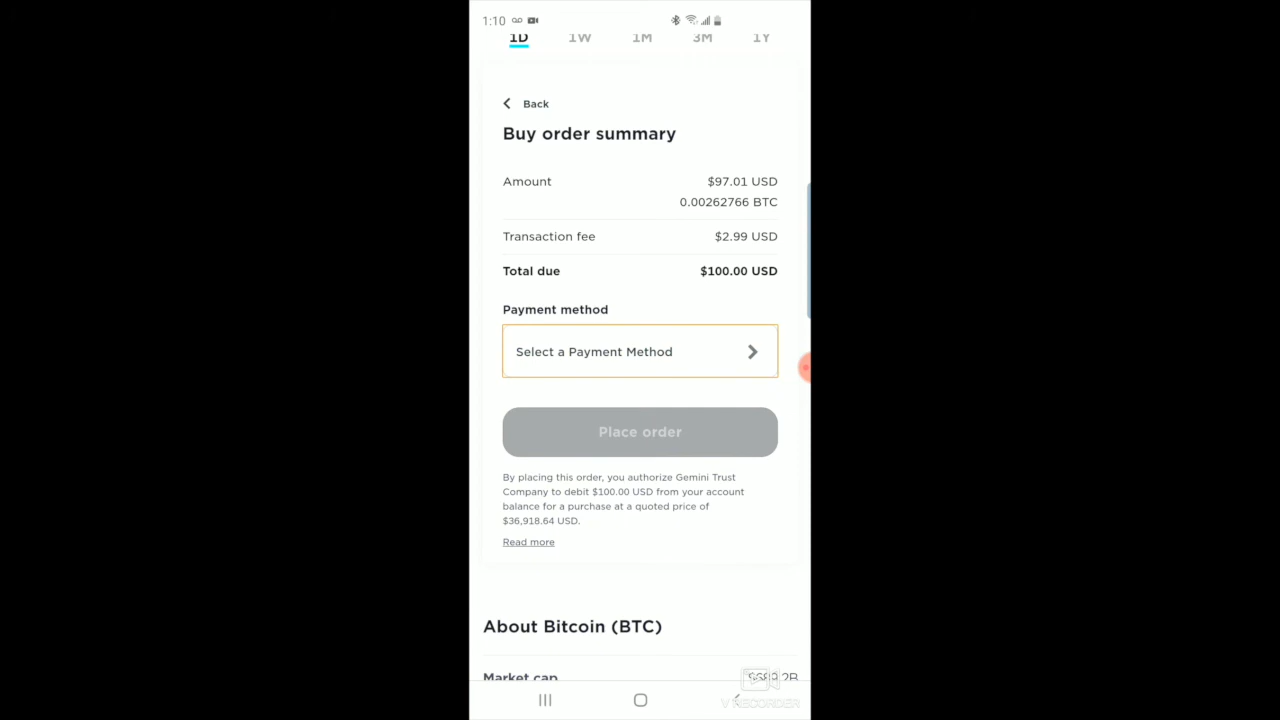 1:10
1D 1W 1M 3M 1Y
Back
Buy order summary
Amount $97.01 USD
0.00262766 BTC
Transaction fee $2.99 USD
Total due $100.00 USD
Payment method
Select a Payment Method
Place order
By placing this order, you authorize Gemini Trust
Company to debit $100.00 USD from your account
balance for a purchase at a quoted price of
$36,918.64 USD.
Read more
About Bitcoin (BTC)
Market cap
V RECORDER